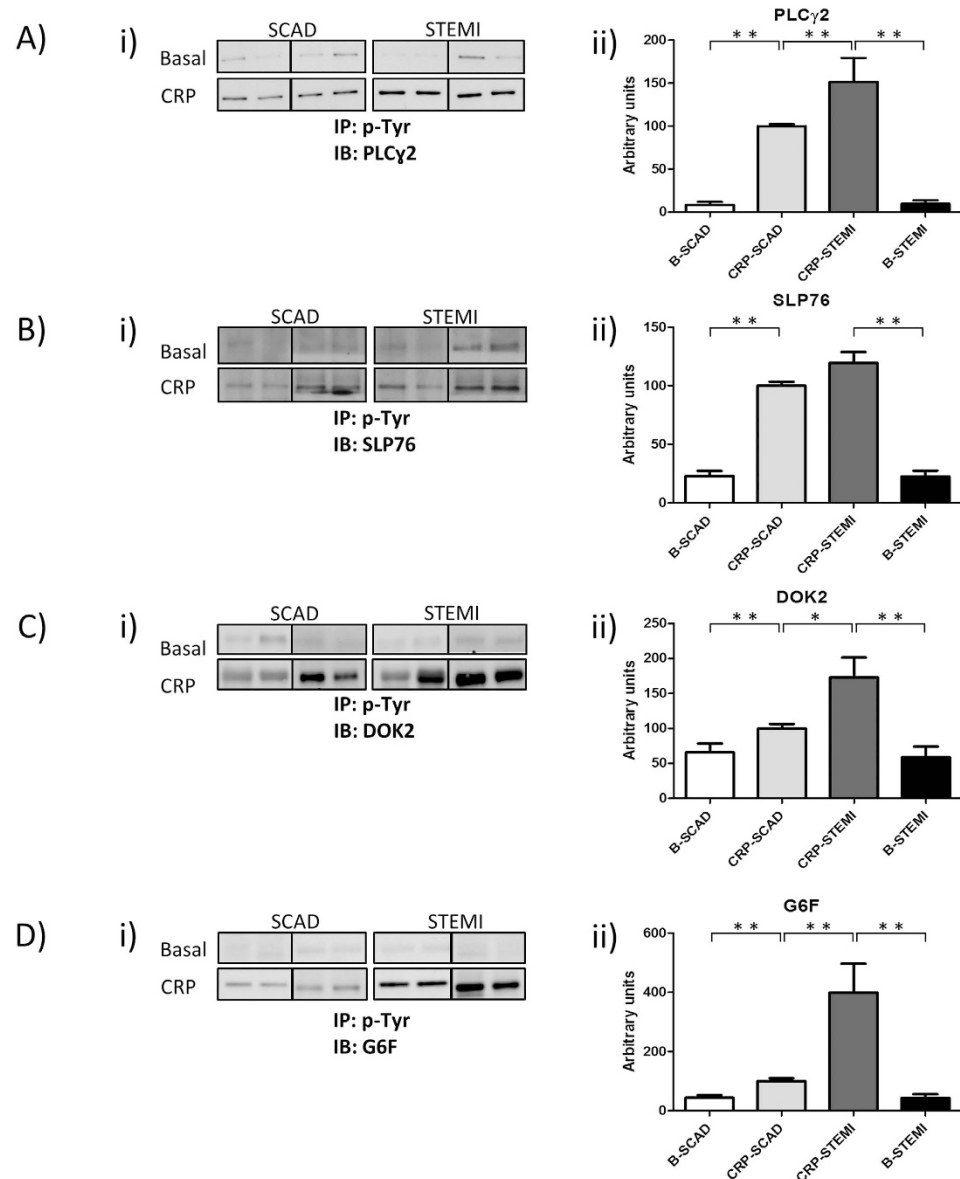 A)
i)
SCAD STEMI
Basal
CRP
IP: p-Tyr
IB: PLCɣ2
ii)
PLCγ2
** ** **
Arbitrary units
200
150
100
50
0
B-SCAD CRP-SCAD CRP-STEMI B-STEMI
B)
i)
SCAD STEMI
Basal
CRP
IP: p-Tyr
IB: SLP76
ii)
SLP76
** **
Arbitrary units
150
100
50
0
B-SCAD CRP-SCAD CRP-STEMI B-STEMI
C)
i)
SCAD STEMI
Basal
CRP
IP: p-Tyr
IB: DOK2
ii)
DOK2
** * **
Arbitrary units
250
200
150
100
50
0
B-SCAD CRP-SCAD CRP-STEMI B-STEMI
D)
i)
SCAD STEMI
Basal
CRP
IP: p-Tyr
IB: G6F
ii)
G6F
** ** **
Arbitrary units
600
400
200
0
B-SCAD CRP-SCAD CRP-STEMI B-STEMI